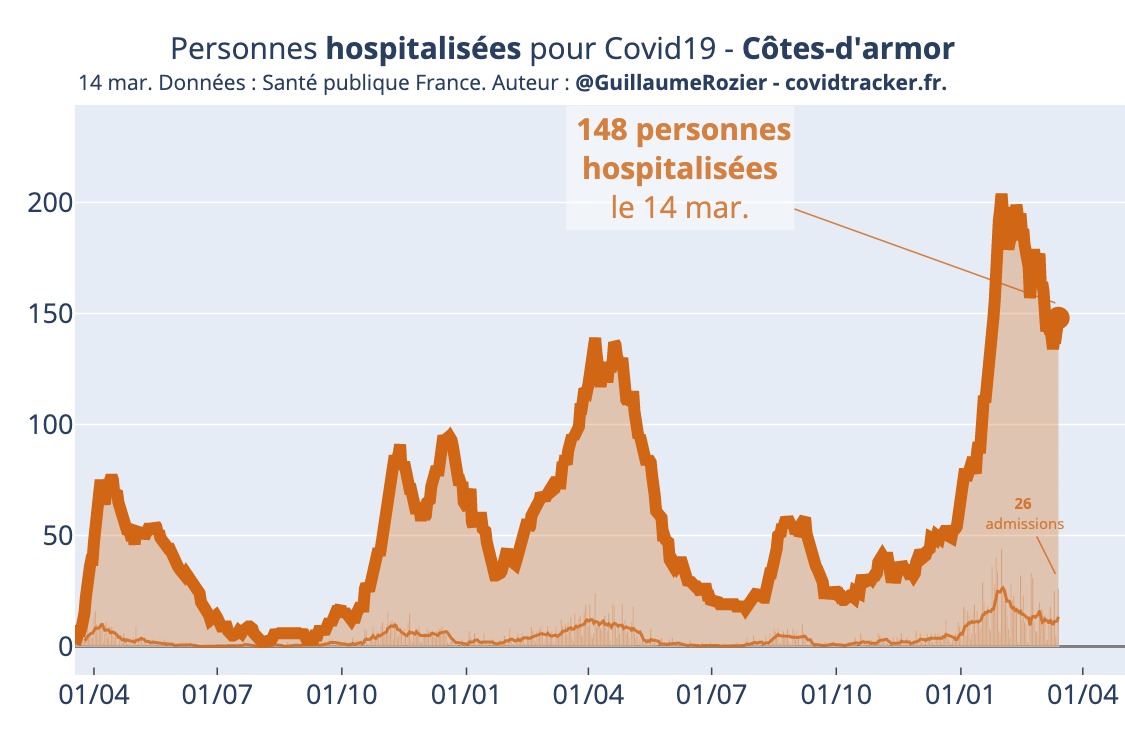 Personnes hospitalisées pour Covid19 - Côtes-d'armor
14 mar. Données : Santé publique France. Auteur : @GuillaumeRozier - covidtracker.fr.
148 personnes
hospitalisées
le 14 mar.
200
150
100
50
0
26
admissions
01/04 01/07 01/10 01/01 01/04 01/07 01/10 01/01 01/04